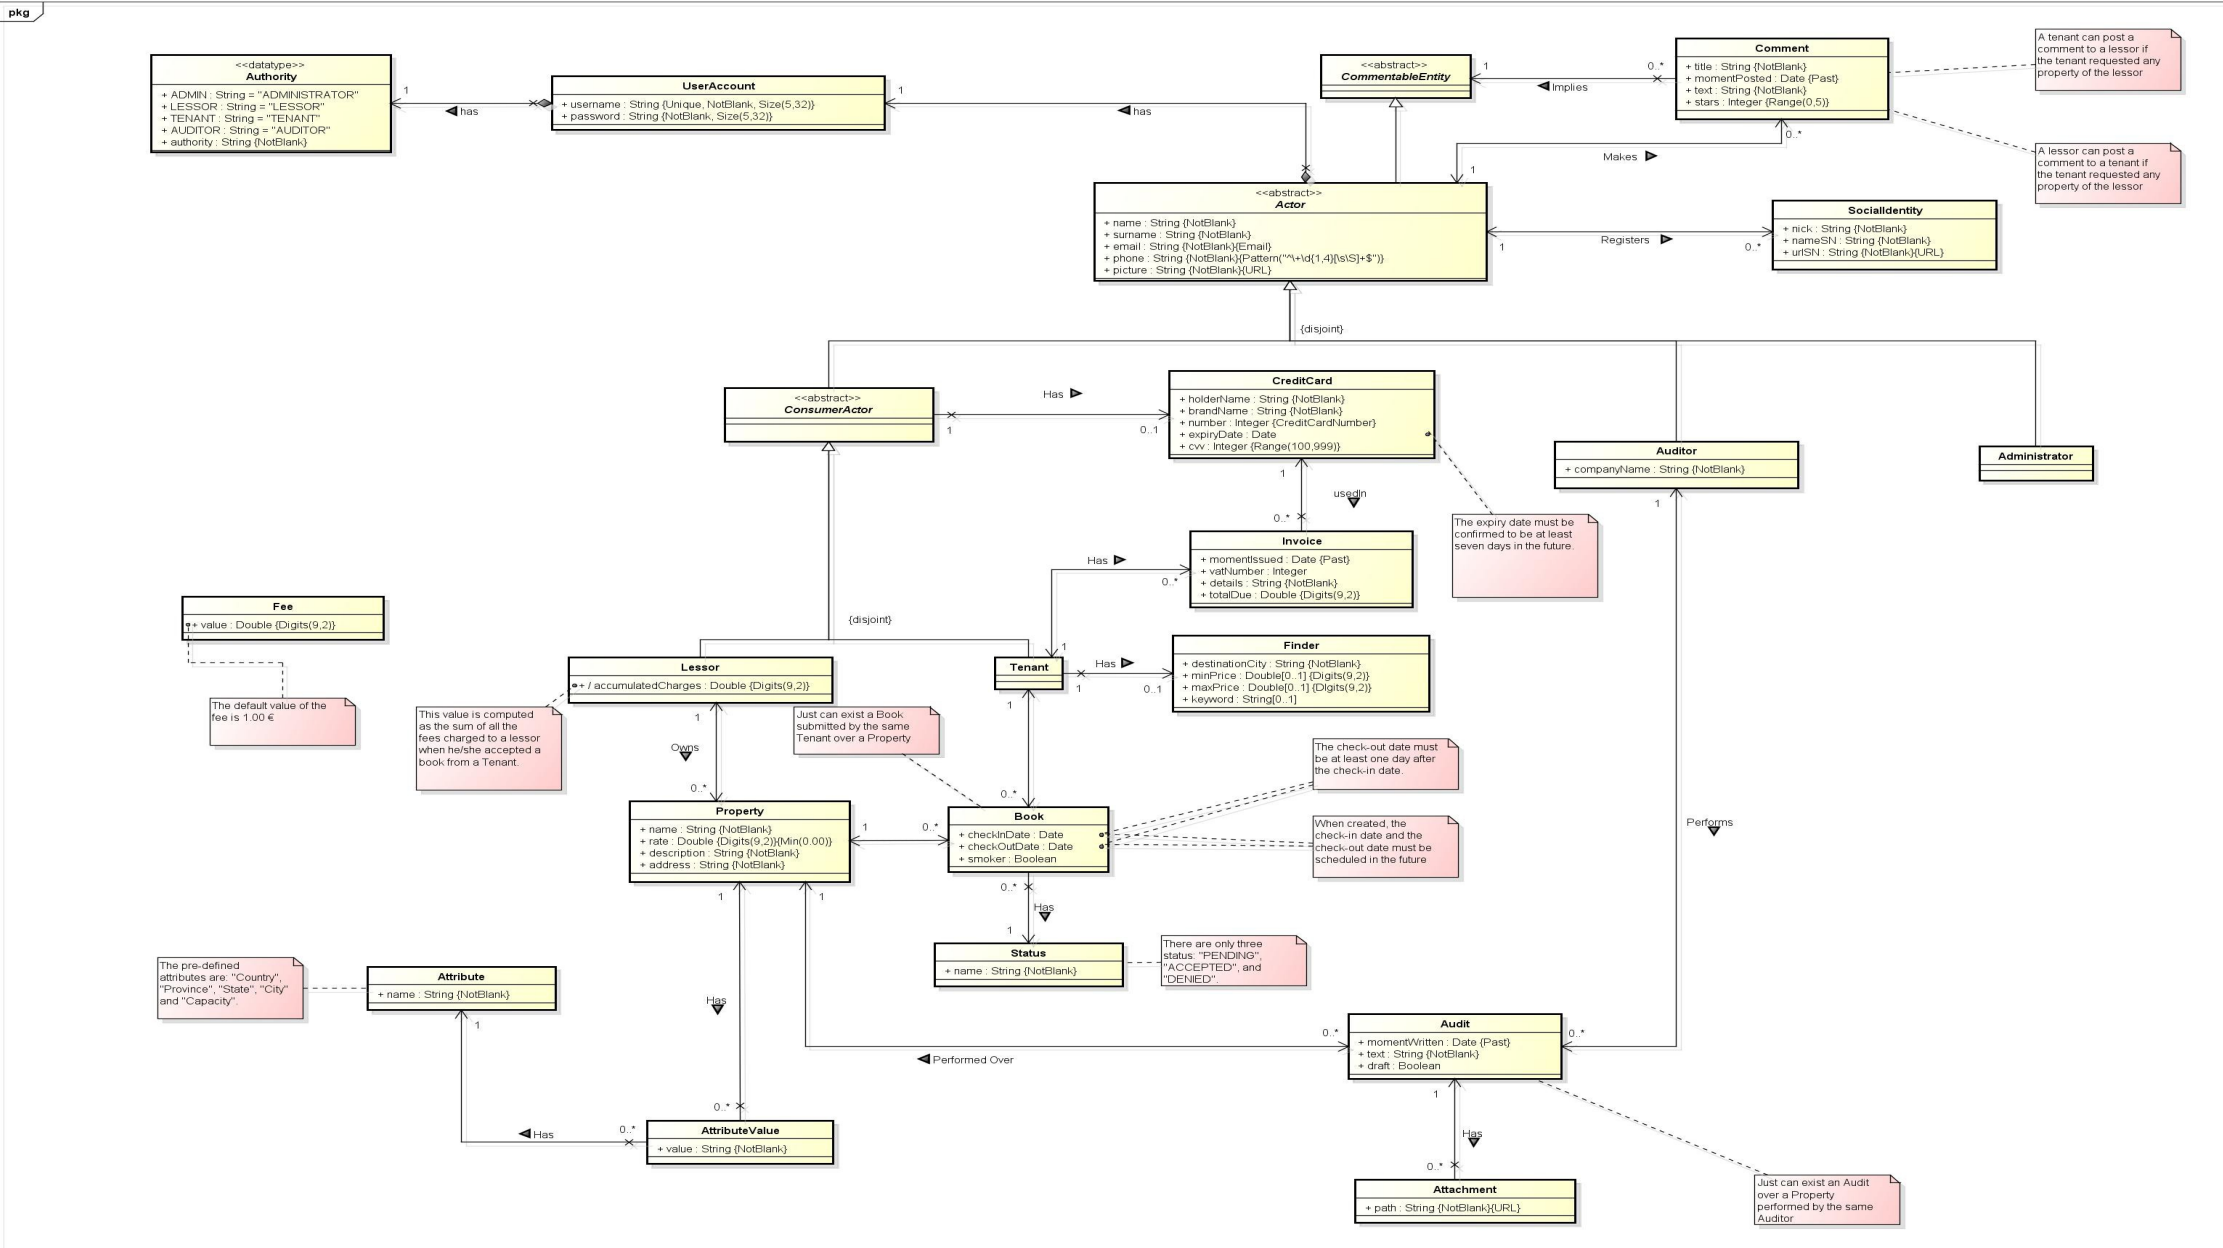 pkg
<<datatype>>
Authority
+ ADMIN : String = "ADMINISTRATOR"
+ LESSOR : String = "LESSOR"
+ TENANT : String = "TENANT"
+ AUDITOR : String = "AUDITOR"
+ authority : String {NotBlank}
1
has
UserAccount
+ username : String {Unique, NotBlank, Size(5,32)}
+ password : String {NotBlank, Size(5,32)}
1
has
<<abstract>>
CommentableEntity
1
0..*
Implies
Comment
+ title : String {NotBlank}
+ momentPosted : Date {Past}
+ text : String {NotBlank}
+ stars : Integer {Range(0,5)}
A tenant can post a
comment to a lessor if
the tenant requested any
property of the lessor
A lessor can post a
comment to a tenant if
the tenant requested any
property of the lessor
0..*
Makes
1
<<abstract>>
Actor
+ name : String {NotBlank}
+ surname : String {NotBlank}
+ email : String {NotBlank}{Email}
+ phone : String {NotBlank}{Pattern("^\+\d{1,4}[\s\S]+$")}
+ picture : String {NotBlank}{URL}
1
Registers
0..*
SocialIdentity
+ nick : String {NotBlank}
+ nameSN : String {NotBlank}
+ urlSN : String {NotBlank}{URL}
{disjoint}
<<abstract>>
ConsumerActor
Has
1
0..1
CreditCard
+ holderName : String {NotBlank}
+ brandName : String {NotBlank}
+ number : Integer {CreditCardNumber}
+ expiryDate : Date
+ cvv : Integer {Range(100,999)}
Auditor
+ companyName : String {NotBlank}
1
Administrator
1
usedIn
0..*
The expiry date must be
confirmed to be at least
seven days in the future.
Invoice
+ momentIssued : Date {Past}
+ vatNumber : Integer
+ details : String {NotBlank}
+ totalDue : Double {Digits(9,2)}
Has
0..*
1
Fee
+ value : Double {Digits(9,2)}
The default value of the
fee is 1.00 €
{disjoint}
Lessor
+ / accumulatedCharges : Double {Digits(9,2)}
This value is computed
as the sum of all the
fees charged to a lessor
when he/she accepted a
book from a Tenant.
Tenant
Has
1
0..1
Finder
+ destinationCity : String {NotBlank}
+ minPrice : Double[0..1] {Digits(9,2)}
+ maxPrice : Double[0..1] {Digits(9,2)}
+ keyword : String[0..1]
1
Owns
0..*
Just can exist a Book
submitted by the same
Tenant over a Property
1
0..*
The check-out date must
be at least one day after
the check-in date.
When created, the
check-in date and the
check-out date must be
scheduled in the future
Property
+ name : String {NotBlank}
+ rate : Double {Digits(9,2)}{Min(0.00)}
+ description : String {NotBlank}
+ address : String {NotBlank}
1
0..*
Book
+ checkInDate : Date
+ checkOutDate : Date
+ smoker : Boolean
Performs
0..*
Has
1
Status
+ name : String {NotBlank}
There are only three
status: "PENDING",
"ACCEPTED", and
"DENIED".
1
1
The pre-defined
attributes are: "Country",
"Province", "State", "City"
and "Capacity".
Attribute
+ name : String {NotBlank}
1
Has
0..*
Performed Over
0..*
Audit
+ momentWritten : Date {Past}
+ text : String {NotBlank}
+ draft : Boolean
0..*
Has
0..*
AttributeValue
+ value : String {NotBlank}
1
Has
0..*
Attachment
+ path : String {NotBlank}{URL}
Just can exist an Audit
over a Property
performed by the same
Auditor